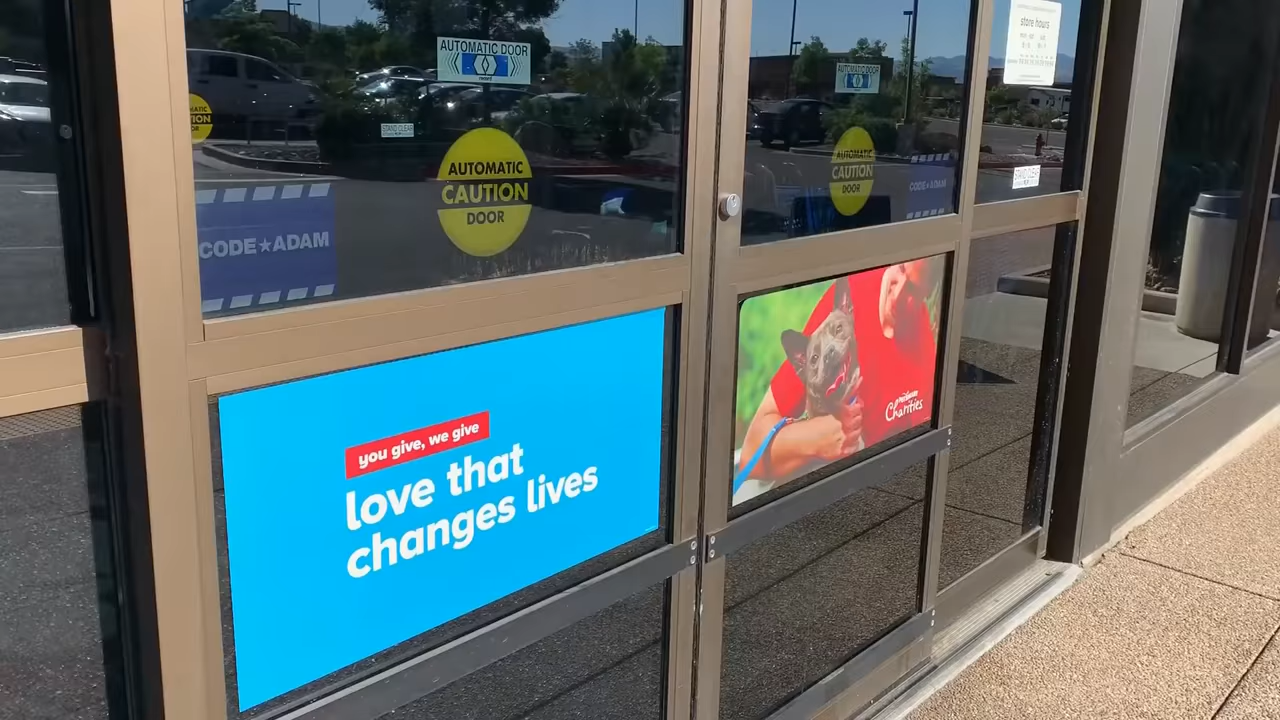 AUTOMATIC DOOR
AUTOMATIC DOOR
store hours
STAND CLEAR
AUTOMATIC
CAUTION
DOOR
AUTOMATIC
CAUTION
DOOR
STAND CLEAR
CODE★ADAM
CODE★ADAM
you give, we give
love that
changes lives
petsmart
Charities